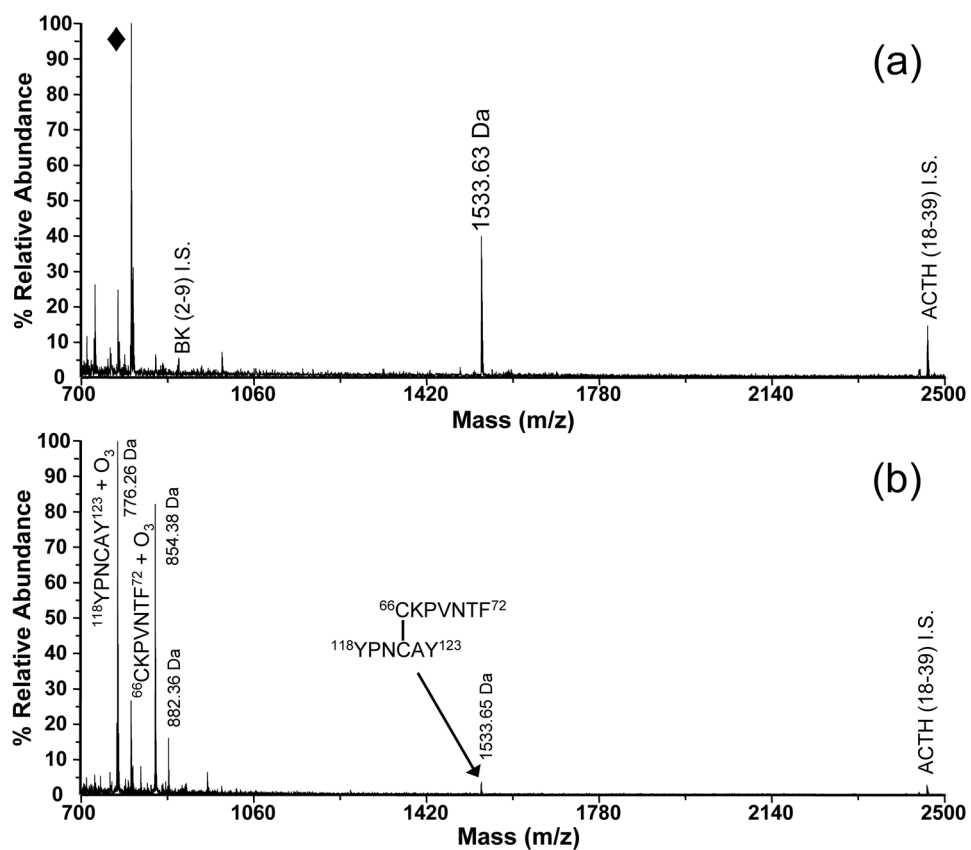 (a)
% Relative Abundance
100
90
80
70
60
50
40
30
20
10
0
BK (2-9) I.S.
1533.63 Da
ACTH (18-39) I.S.
700 1060 1420 1780 2140 2500
Mass (m/z)
(b)
% Relative Abundance
100
90
80
70
60
50
40
30
20
10
0
¹¹⁸YPNCAY¹²³ + O₃
776.26 Da
⁶⁶CKPVNTF⁷² + O₃
854.38 Da
882.36 Da
⁶⁶CKPVNTF⁷²
¹¹⁸YPNCAY¹²³
1533.65 Da
ACTH (18-39) I.S.
700 1060 1420 1780 2140 2500
Mass (m/z)